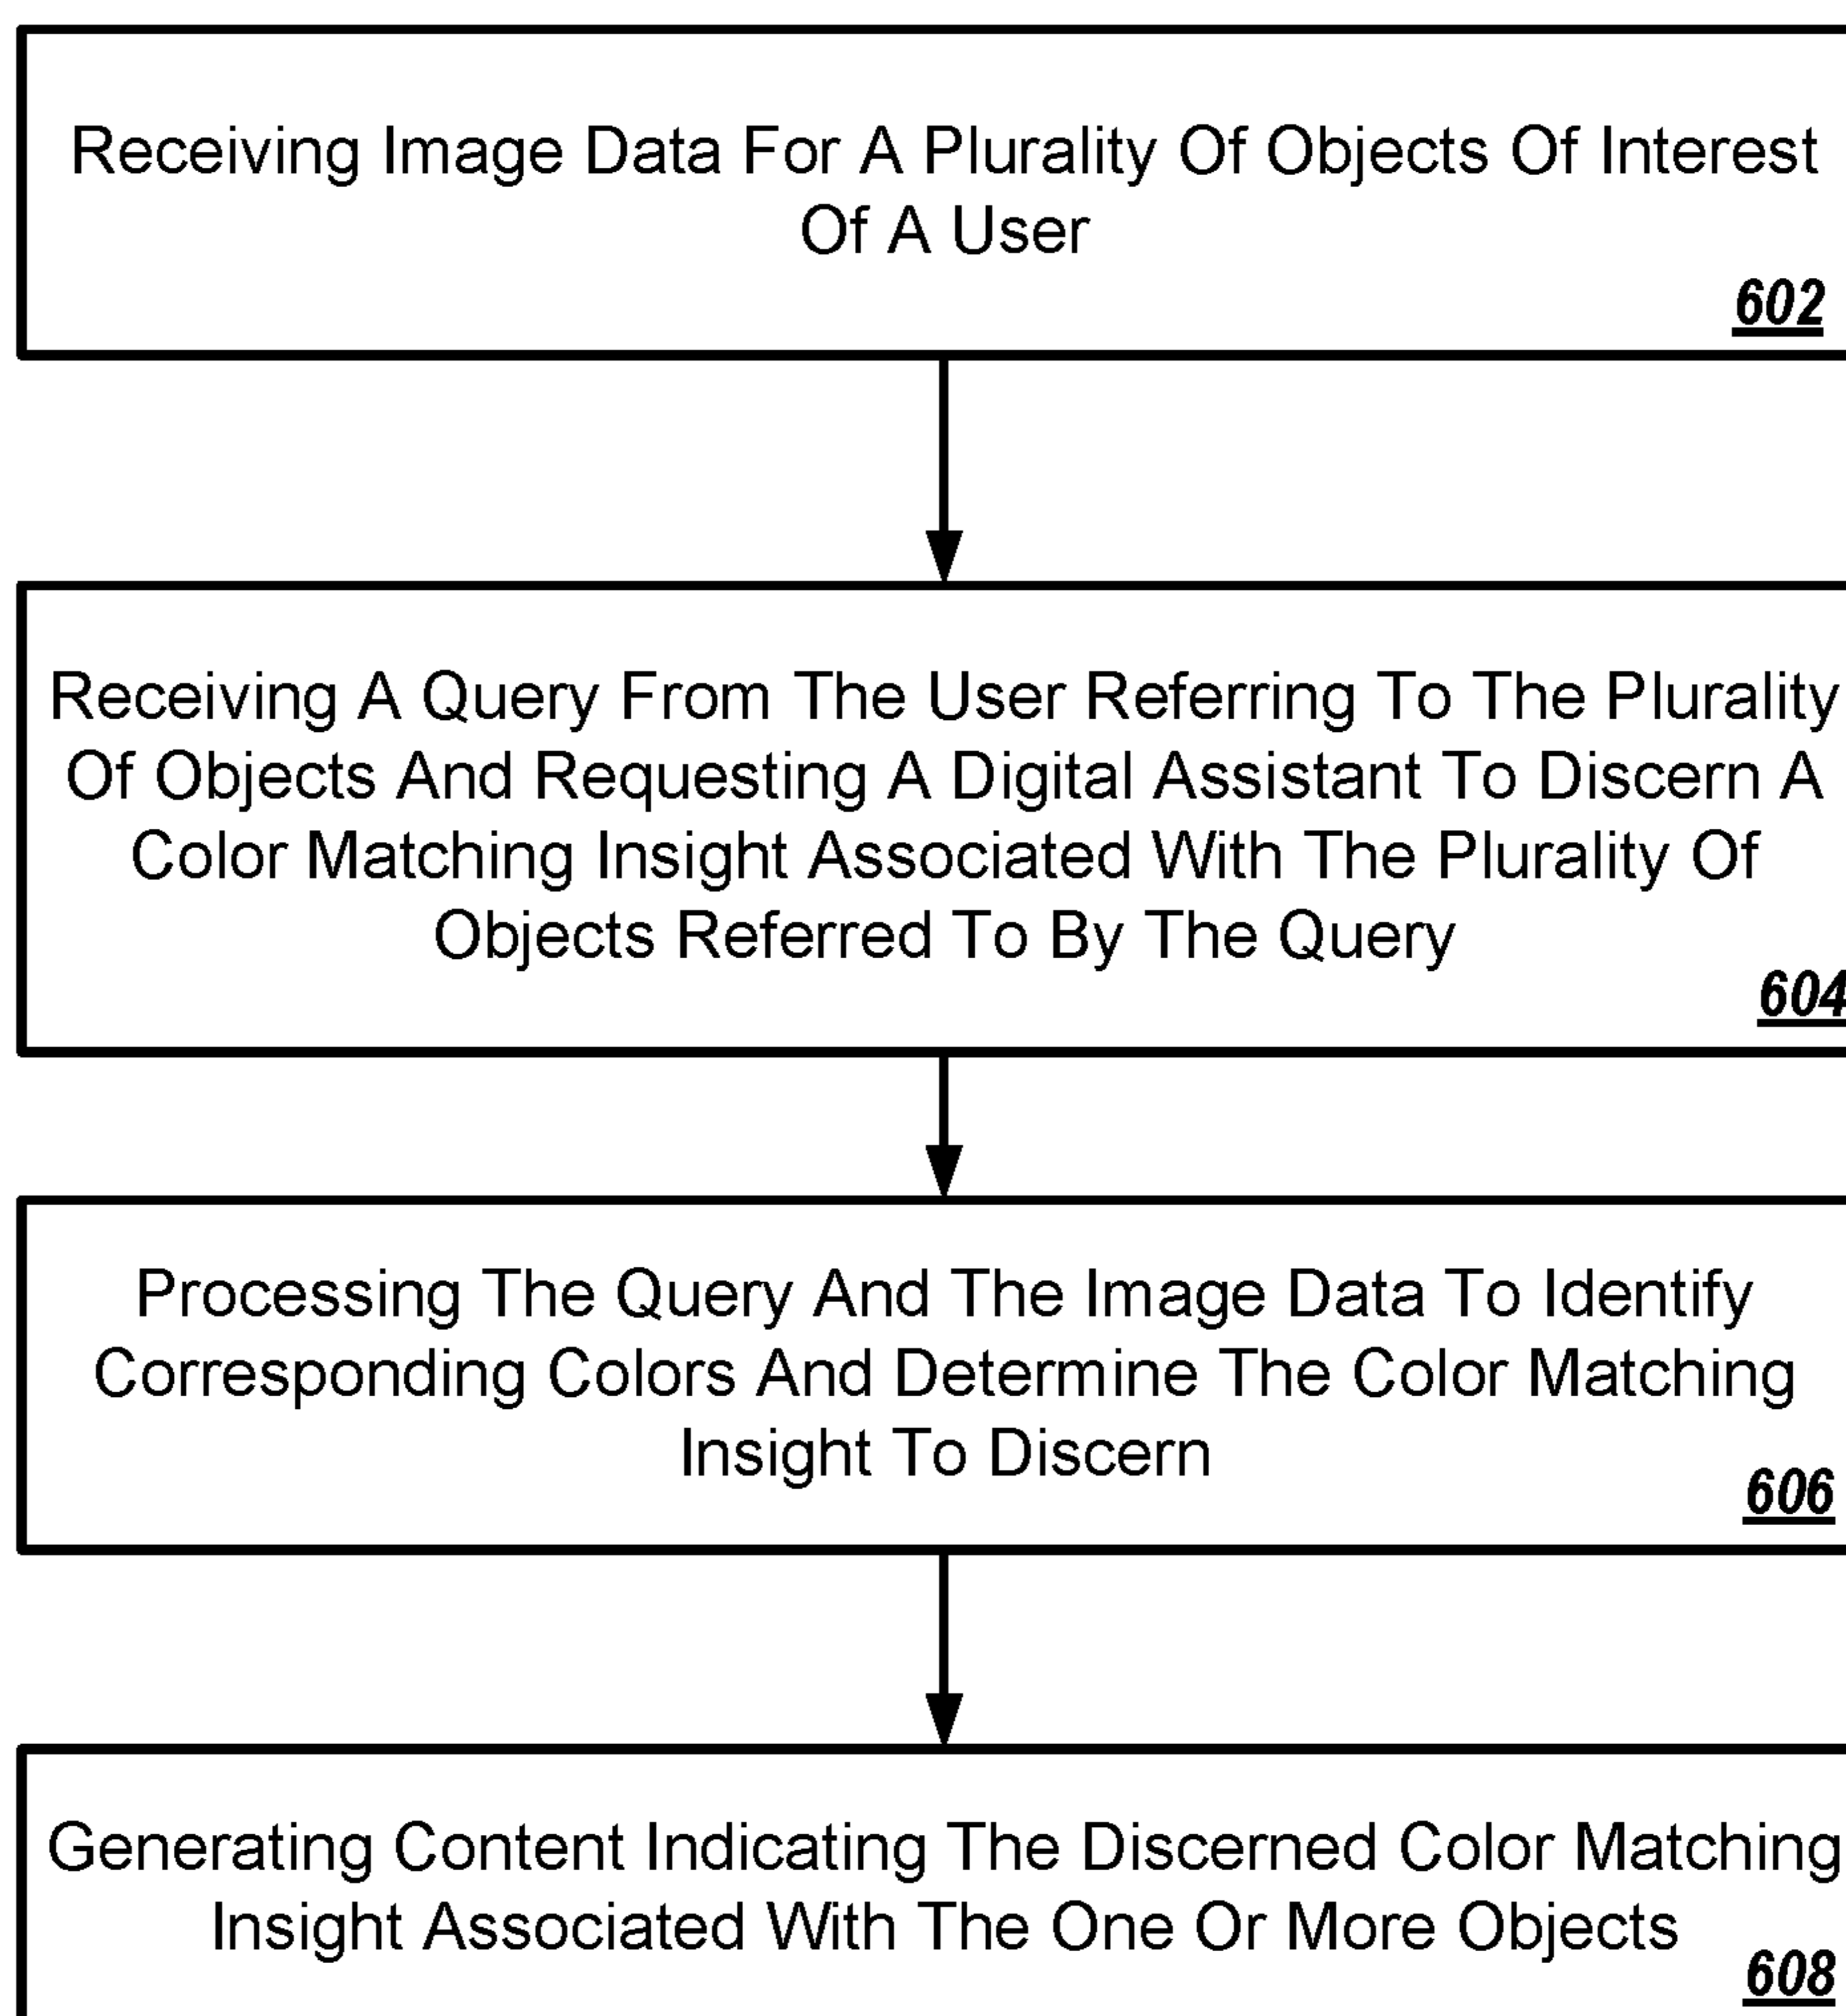 Receiving Image Data For A Plurality Of Objects Of Interest
Of A User
602
Receiving A Query From The User Referring To The Plurality
Of Objects And Requesting A Digital Assistant To Discern A
Color Matching Insight Associated With The Plurality Of
Objects Referred To By The Query
604
Processing The Query And The Image Data To Identify
Corresponding Colors And Determine The Color Matching
Insight To Discern
606
Generating Content Indicating The Discerned Color Matching
Insight Associated With The One Or More Objects
608